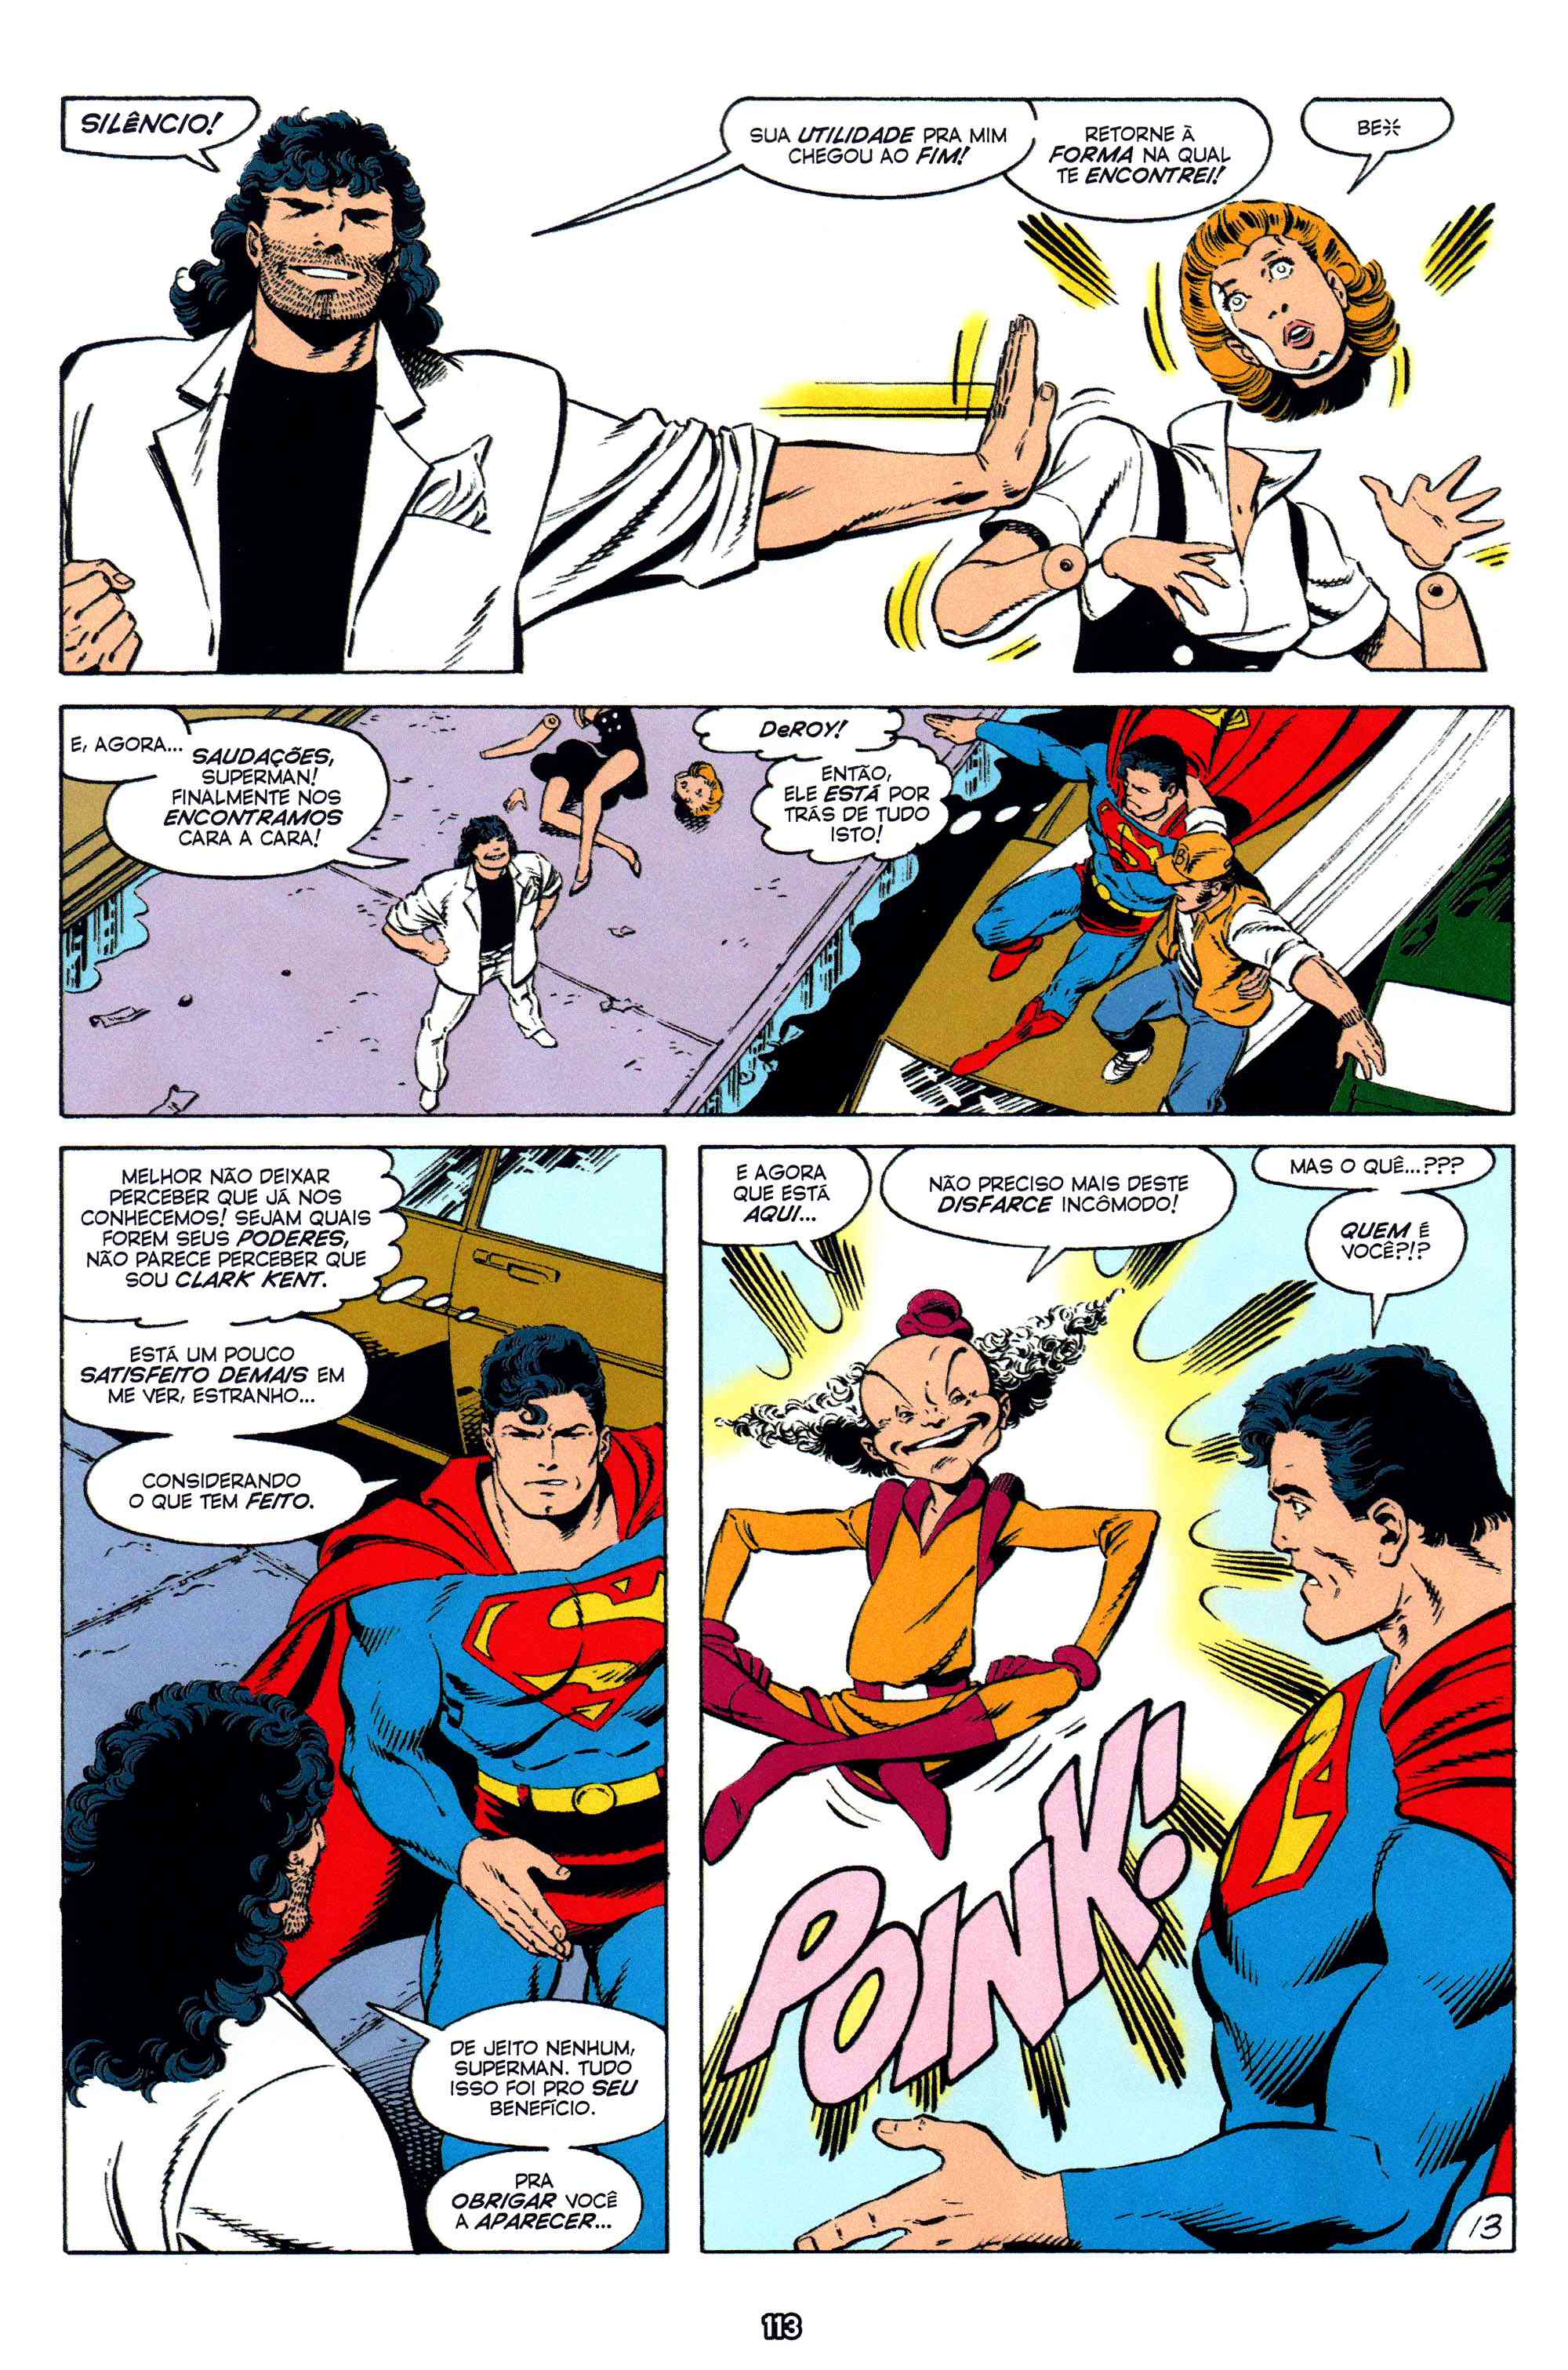 SILÊNCIO!
SUA UTILIDADE PRA MIM
CHEGOU AO FIM!
RETORNE À
FORMA NA QUAL
TE ENCONTREI!
BE
E, AGORA...
SAUDAÇÕES,
SUPERMAN!
FINALMENTE NOS
ENCONTRAMOS
CARA A CARA!
DeROY!
ENTÃO,
ELE ESTÁ POR
TRÁS DE TUDO
ISTO!
B
S
MELHOR NÃO DEIXAR
PERCEBER QUE JÁ NOS
CONHECEMOS! SEJAM QUAIS
FOREM SEUS PODERES,
NÃO PARECE PERCEBER QUE
SOU CLARK KENT.
ESTÁ UM POUCO
SATISFEITO DEMAIS EM
ME VER, ESTRANHO...
CONSIDERANDO
O QUE TEM FEITO.
S
DE JEITO NENHUM,
SUPERMAN. TUDO
ISSO FOI PRO SEU
BENEFÍCIO.
PRA
OBRIGAR VOCÊ
A APARECER...
E AGORA
QUE ESTÁ
AQUI...
NÃO PRECISO MAIS DESTE
DISFARCE INCÔMODO!
MAS O QUÊ...???
QUEM É
VOCÊ?!?
POINK!
13
113